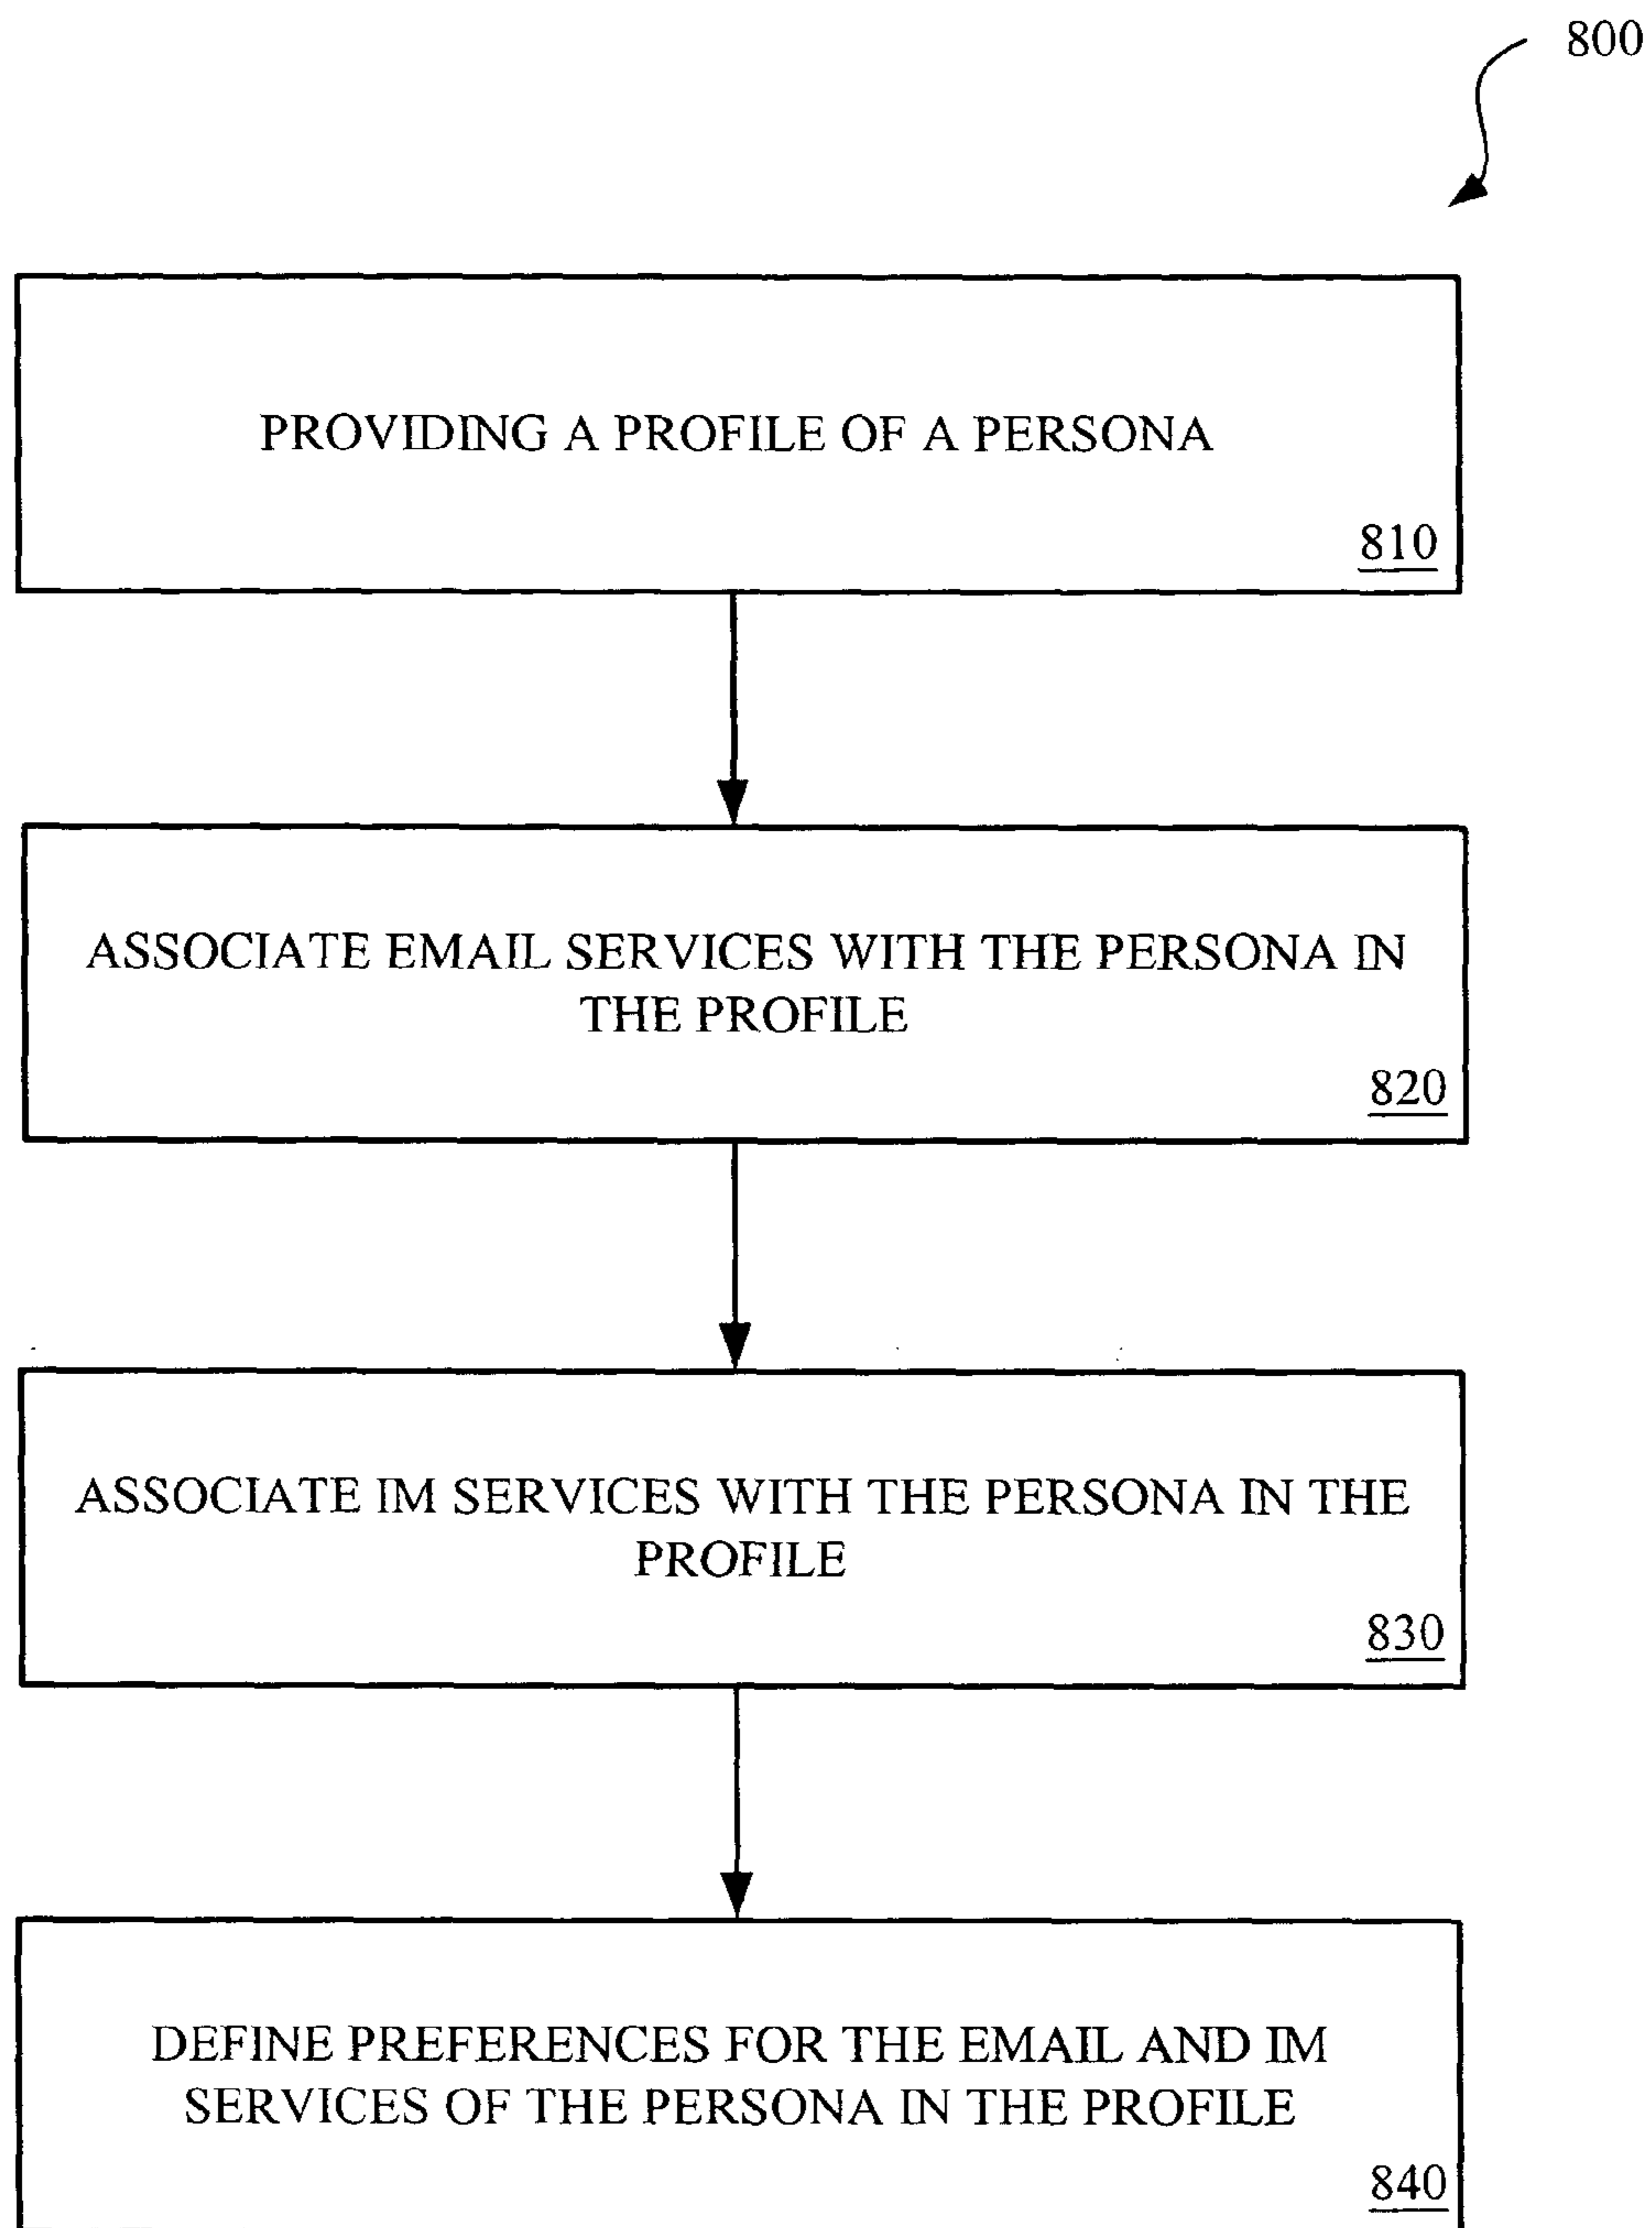 800
PROVIDING A PROFILE OF A PERSONA
810
ASSOCIATE EMAIL SERVICES WITH THE PERSONA IN
THE PROFILE
820
ASSOCIATE IM SERVICES WITH THE PERSONA IN THE
PROFILE
830
DEFINE PREFERENCES FOR THE EMAIL AND IM
SERVICES OF THE PERSONA IN THE PROFILE
840